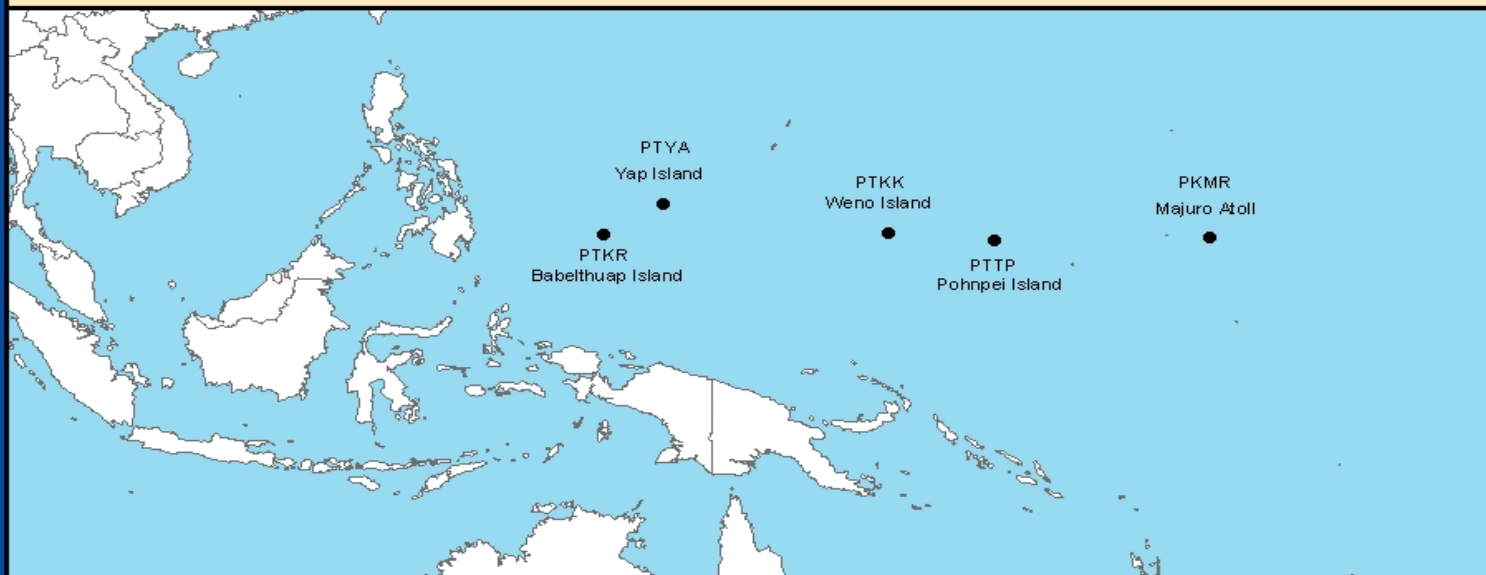 PTYA
Yap Island
PTKR
Babelthuap Island
PTKK
Weno Island
PTTP
Pohnpei Island
PKMR
Majuro Atoll